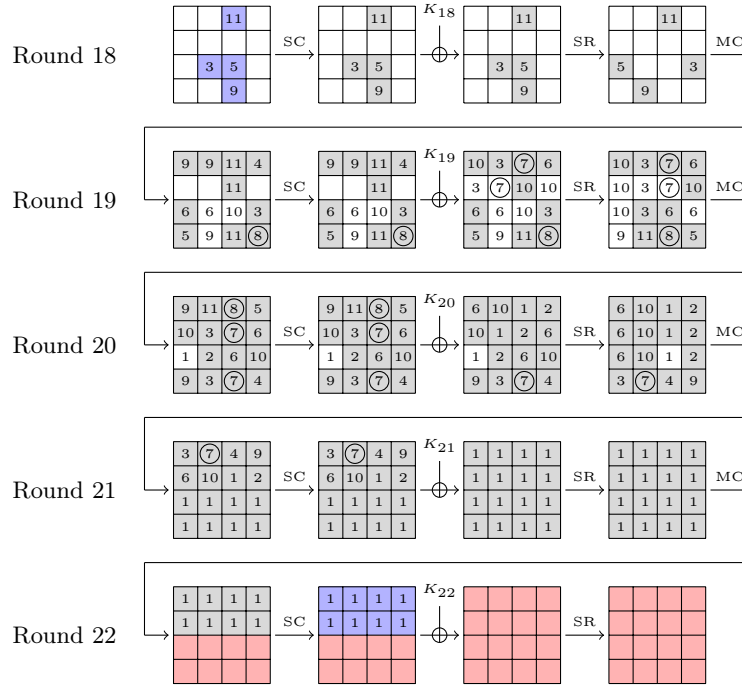 11
K18
SC SR MC
Round 18
3 5 3 5 5 3
9 9 9 9
11 11 11
9 9 11 4 9 9 11 4 K19 10 3 7 6 10 3 7 6
11 SC 11 3 7 10 10 SR 10 3 7 10 MC
Round 19
6 6 10 3 6 6 10 3 6 6 10 3 10 3 6 6
5 9 11 8 5 9 11 8 5 9 11 8 9 11 8 5
9 11 8 5 9 11 8 5 K20 6 10 1 2 6 10 1 2
10 3 7 6 SC 10 3 7 6 10 1 2 6 SR 6 10 1 2 MC
Round 20
1 2 6 10 1 2 6 10 1 2 6 10 6 10 1 2
9 3 7 4 9 3 7 4 9 3 7 4 3 7 4 9
3 7 4 9 3 7 4 9 K21 1 1 1 1 1 1 1 1
6 10 1 2 SC 6 10 1 2 1 1 1 1 SR 1 1 1 1 MC
Round 21
1 1 1 1 1 1 1 1 1 1 1 1 1 1 1 1
1 1 1 1 1 1 1 1 1 1 1 1 1 1 1 1
1 1 1 1 1 1 1 1 K22
1 1 1 1 SC 1 1 1 1 SR
Round 22